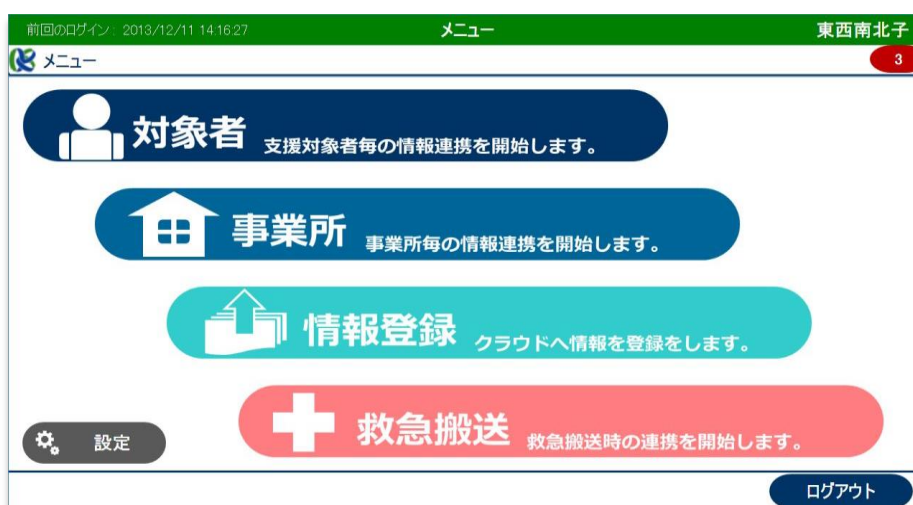 前回のログイン: 2013/12/11 14:16:27 メニュー 東西南北子
メニュー 3
対象者 支援対象者毎の情報連携を開始します。
事業所 事業所毎の情報連携を開始します。
情報登録 クラウドへ情報を登録をします。
救急搬送 救急搬送時の連携を開始します。
設定
ログアウト